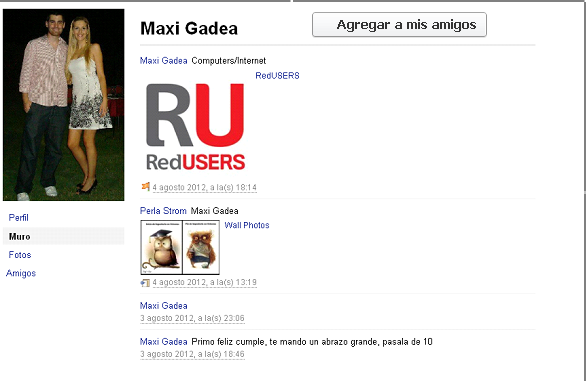 Maxi Gadea
Agregar a mis amigos
Maxi Gadea Computers/Internet
RedUSERS
RU
RedUSERS
4 agosto 2012, a la(s) 18:14
Perfil
Muro
Fotos
Amigos
Perla Strom Maxi Gadea
Wall Photos
4 agosto 2012, a la(s) 13:19
Maxi Gadea
3 agosto 2012, a la(s) 23:06
Maxi Gadea Primo feliz cumple, te mando un abrazo grande, pasala de 10
3 agosto 2012, a la(s) 18:46